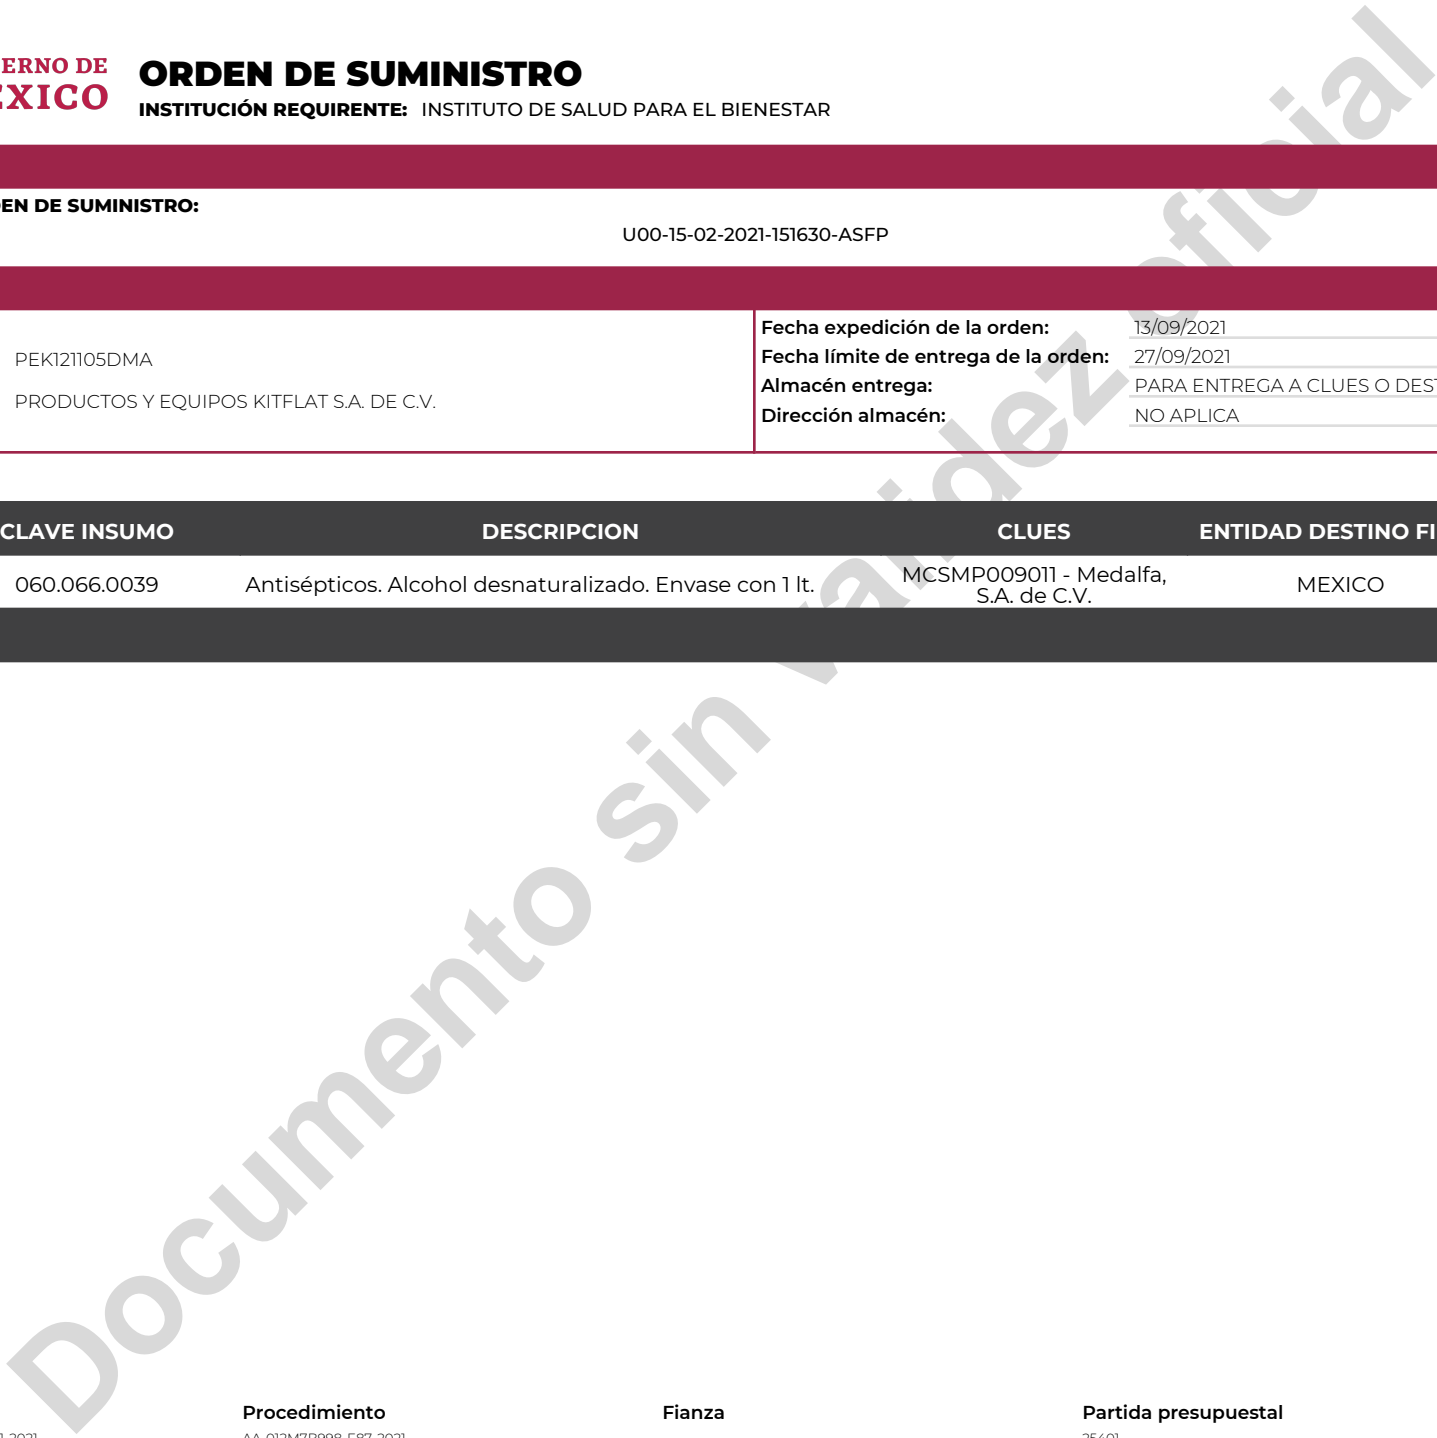 ERNO DE
EXICO
ORDEN DE SUMINISTRO
INSTITUCIÓN REQUIRENTE: INSTITUTO DE SALUD PARA EL BIENESTAR
EN DE SUMINISTRO:
U00-15-02-2021-151630-ASFP
PEK121105DMA
PRODUCTOS Y EQUIPOS KITFLAT S.A. DE C.V.
Fecha expedición de la orden: 13/09/2021
Fecha límite de entrega de la orden: 27/09/2021
Almacén entrega: PARA ENTREGA A CLUES O DEST
Dirección almacén: NO APLICA
CLAVE INSUMO DESCRIPCION CLUES ENTIDAD DESTINO FI
060.066.0039 Antisépticos. Alcohol desnaturalizado. Envase con 1 lt. MCSMP009011 - Medalfa, S.A. de C.V. MEXICO
Documento sin validez oficial
Procedimiento Fianza Partida presupuestal